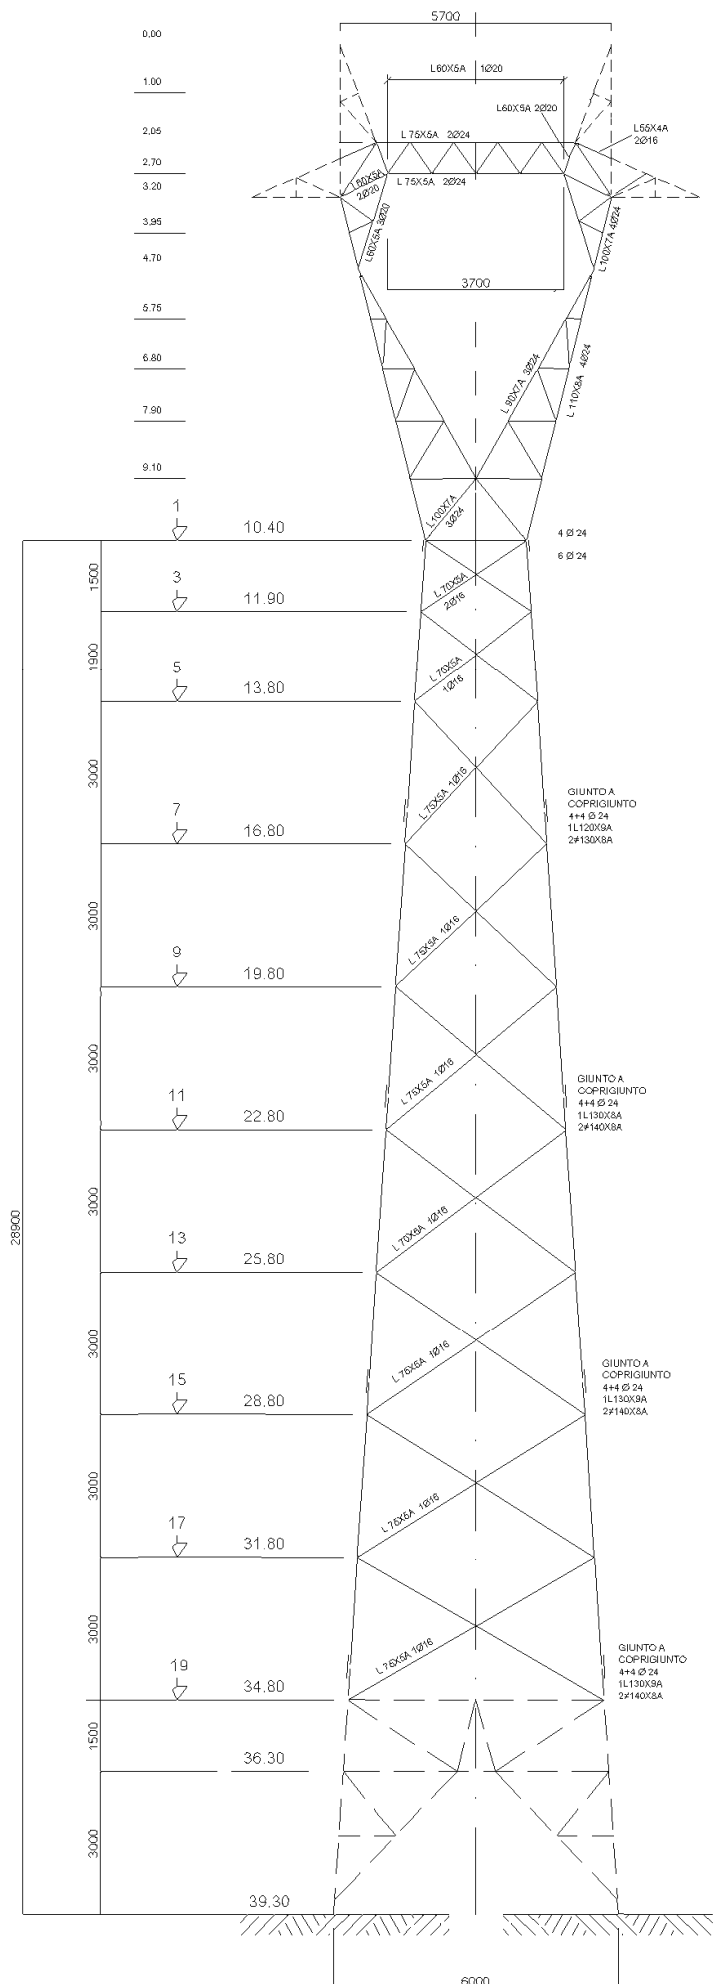 5700
0.00
L60X5A 1Ø20
1.00
L60X5A 2Ø20
2,05
L 75X5A 2Ø24
L55X4A
2Ø16
2,70
L60X5A
2Ø20
L 75X5A 2Ø24
3.20
3,95
L60X5A 3Ø20
L100X7A 4Ø24
4.70
3700
5.75
6.80
L 90X7A 3Ø24
L 110X8A 4Ø24
7.90
9.10
1
L100X7A
3Ø24
10.40
4 Ø 24
6 Ø 24
1500
3
L 70X5A
2Ø16
11.90
1900
5
L 70X5A
1Ø16
13.80
3000
7
L 75X5A 1Ø16
GIUNTO A
COPRIGIUNTO
4+4 Ø 24
1L120X9A
2≠130X8A
16.80
3000
9
L 75X5A 1Ø16
19.80
3000
11
L 75X5A 1Ø16
GIUNTO A
COPRIGIUNTO
4+4 Ø 24
1L130X8A
2≠140X8A
22.80
28900
3000
13
L 70X6A 1Ø16
25.80
3000
15
L 75X5A 1Ø16
GIUNTO A
COPRIGIUNTO
4+4 Ø 24
1L130X9A
2≠140X8A
28.80
3000
17
L 75X5A 1Ø16
31.80
3000
19
L 75X5A 1Ø16
GIUNTO A
COPRIGIUNTO
4+4 Ø 24
1L130X9A
2≠140X8A
34.80
1500
36.30
3000
39.30
6000